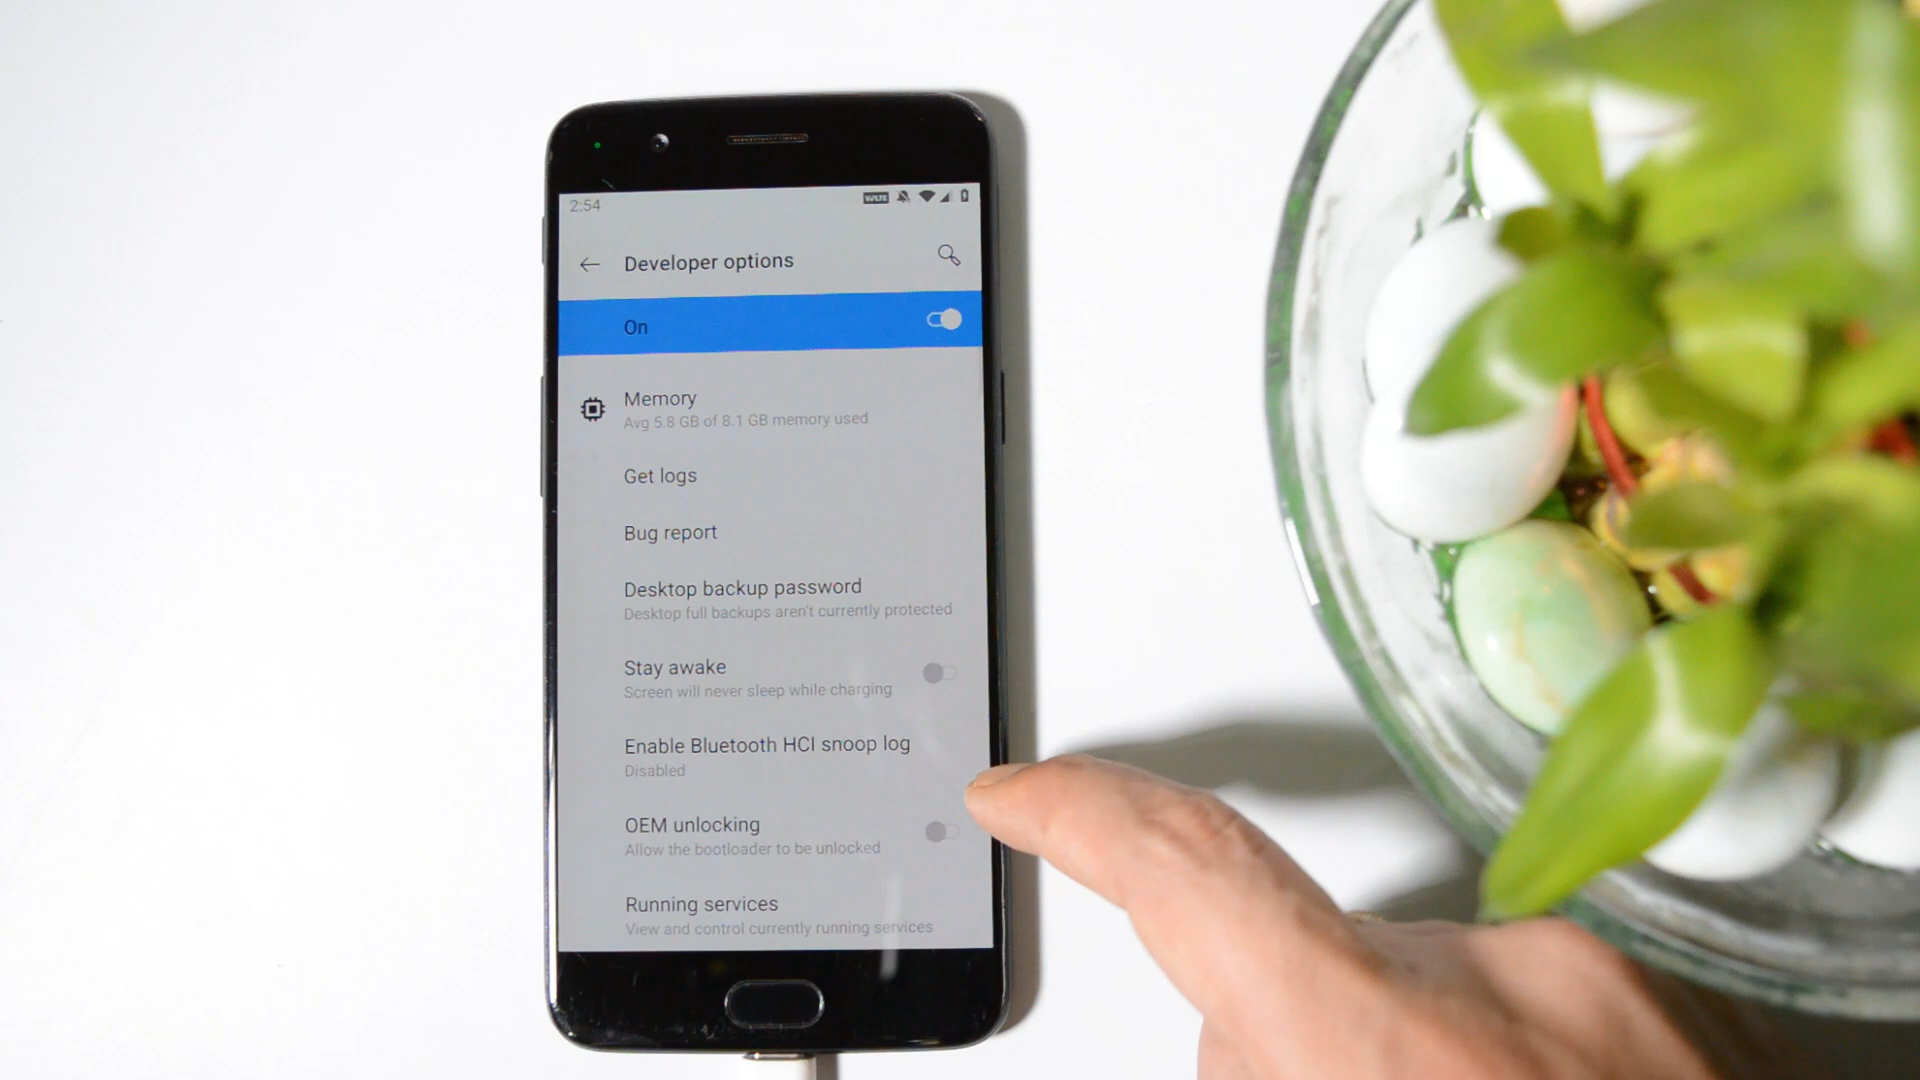 2:54
VoLTE
Developer options
On
Memory
Avg 5.8 GB of 8.1 GB memory used
Get logs
Bug report
Desktop backup password
Desktop full backups aren't currently protected
Stay awake
Screen will never sleep while charging
Enable Bluetooth HCI snoop log
Disabled
OEM unlocking
Allow the bootloader to be unlocked
Running services
View and control currently running services